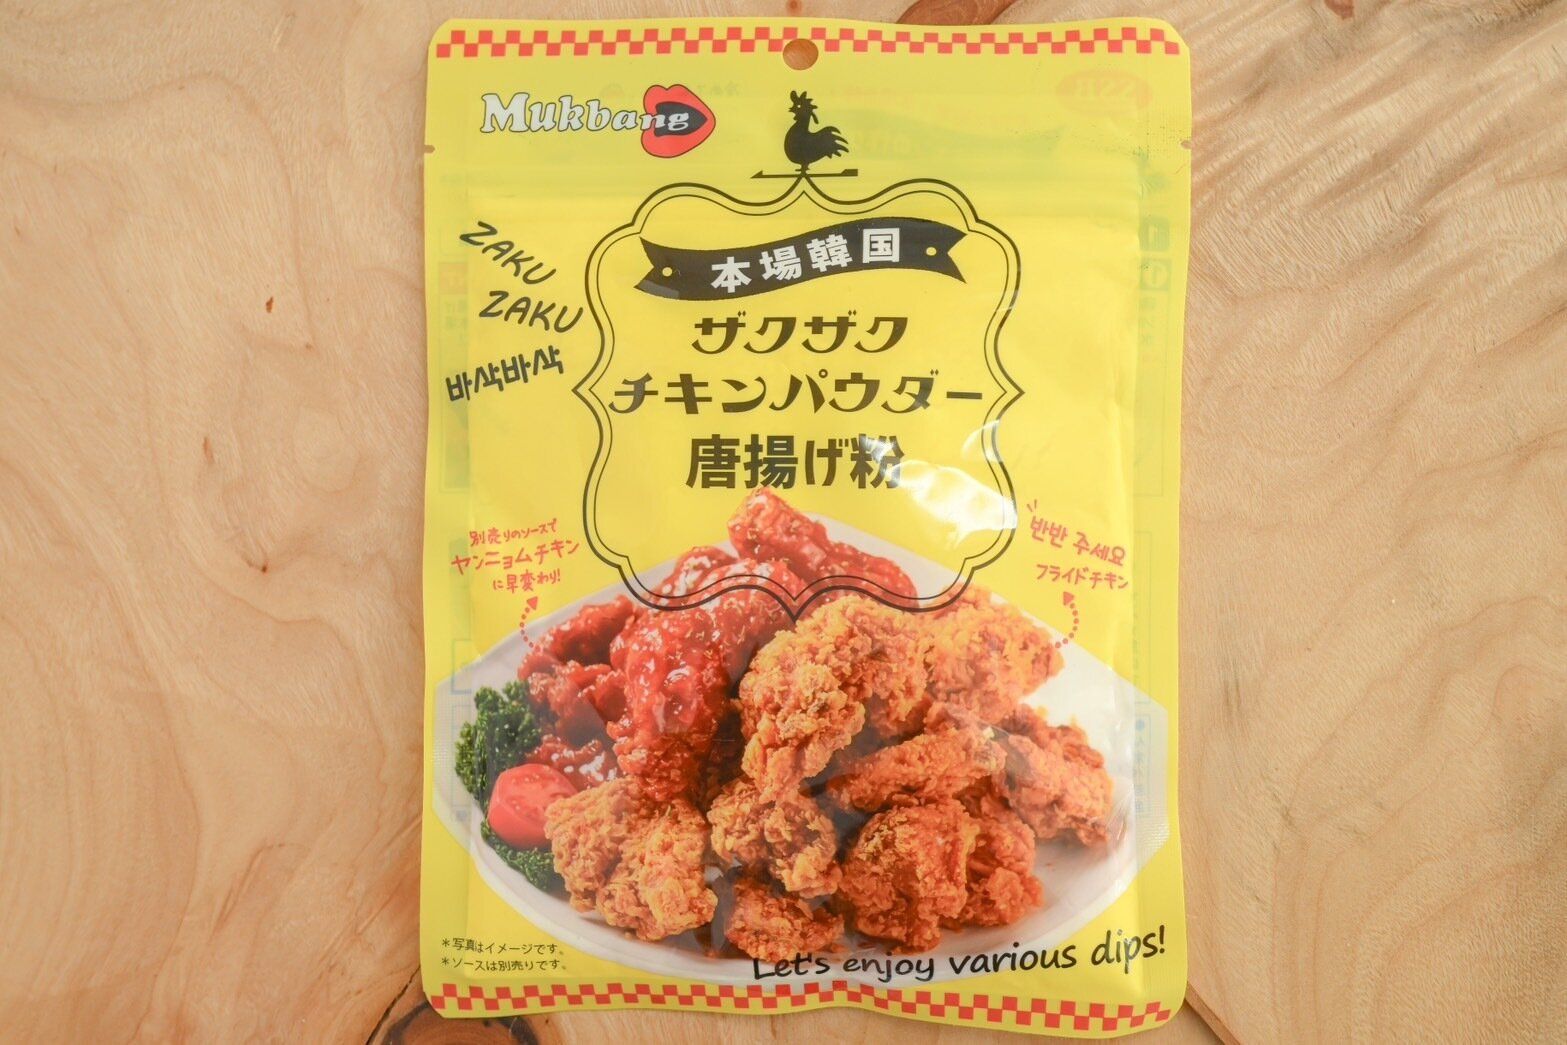 Mukbang
本場韓国
ZAKU
ZAKU
바삭바삭
ザクザク
チキンパウダー
唐揚げ粉
別売りのソースで
ヤンニョムチキン
に早変わり!
반반 주세요
フライドチキン
*写真はイメージです。
*ソースは別売りです。
Let's enjoy various dips!